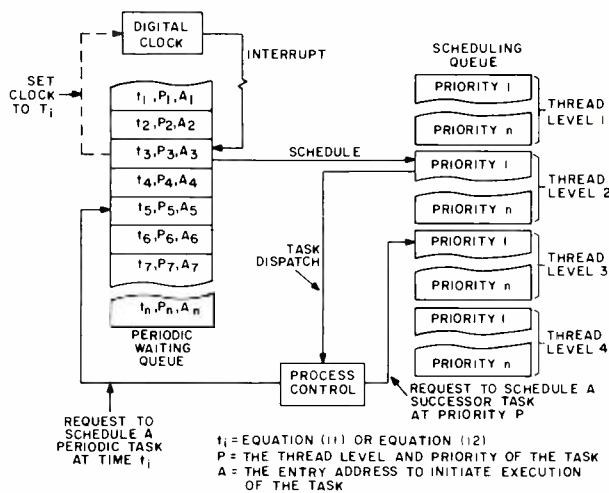 DIGITAL
CLOCK
INTERRUPT
SET
CLOCK
TO Ti
t1, P1, A1
t2, P2, A2
t3, P3, A3
t4, P4, A4
t5, P5, A5
t6, P6, A6
t7, P7, A7
tn, Pn, An
PERIODIC
WAITING
QUEUE
SCHEDULE
TASK
DISPATCH
PROCESS
CONTROL
SCHEDULING
QUEUE
PRIORITY 1
PRIORITY n
THREAD
LEVEL 1
PRIORITY 1
PRIORITY n
THREAD
LEVEL 2
PRIORITY 1
PRIORITY n
THREAD
LEVEL 3
PRIORITY 1
PRIORITY n
THREAD
LEVEL 4
REQUEST TO
SCHEDULE A
PERIODIC TASK
AT TIME ti
REQUEST TO SCHEDULE A
SUCCESSOR TASK
AT PRIORITY P
ti = EQUATION (11) OR EQUATION (12)
P = THE THREAD LEVEL AND PRIORITY OF THE TASK
A = THE ENTRY ADDRESS TO INITIATE EXECUTION
OF THE TASK